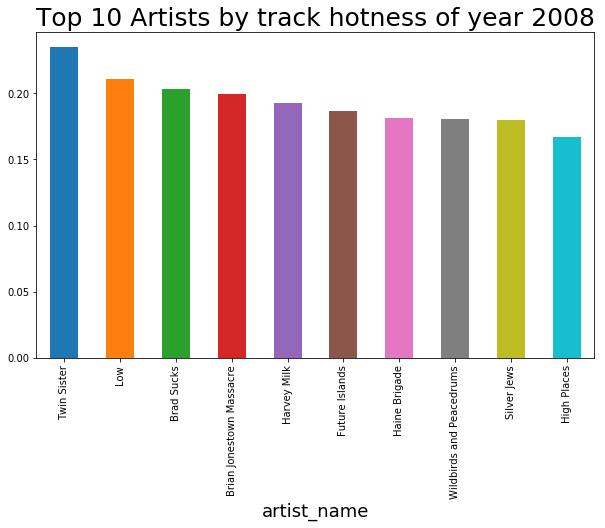 Top 10 Artists by track hotness of year 2008
0.20
0.15
0.10
0.05
0.00
Twin Sister
Low
Brad Sucks
Brian Jonestown Massacre
Harvey Milk
Future Islands
Haine Brigade
Wildbirds and Peacedrums
Silver Jews
High Places
artist_name